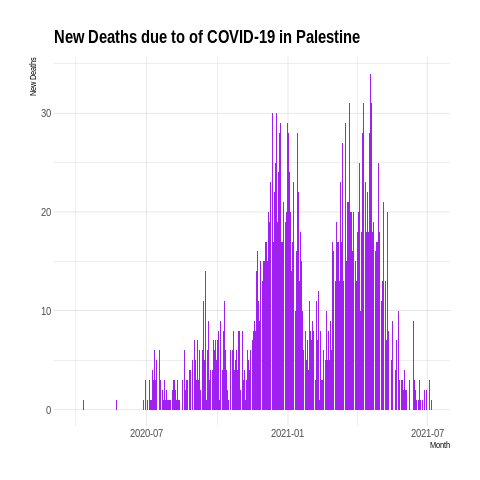 New Deaths due to of COVID-19 in Palestine
New Deaths
30
20
10
0
2020-07
2021-01
2021-07
Month